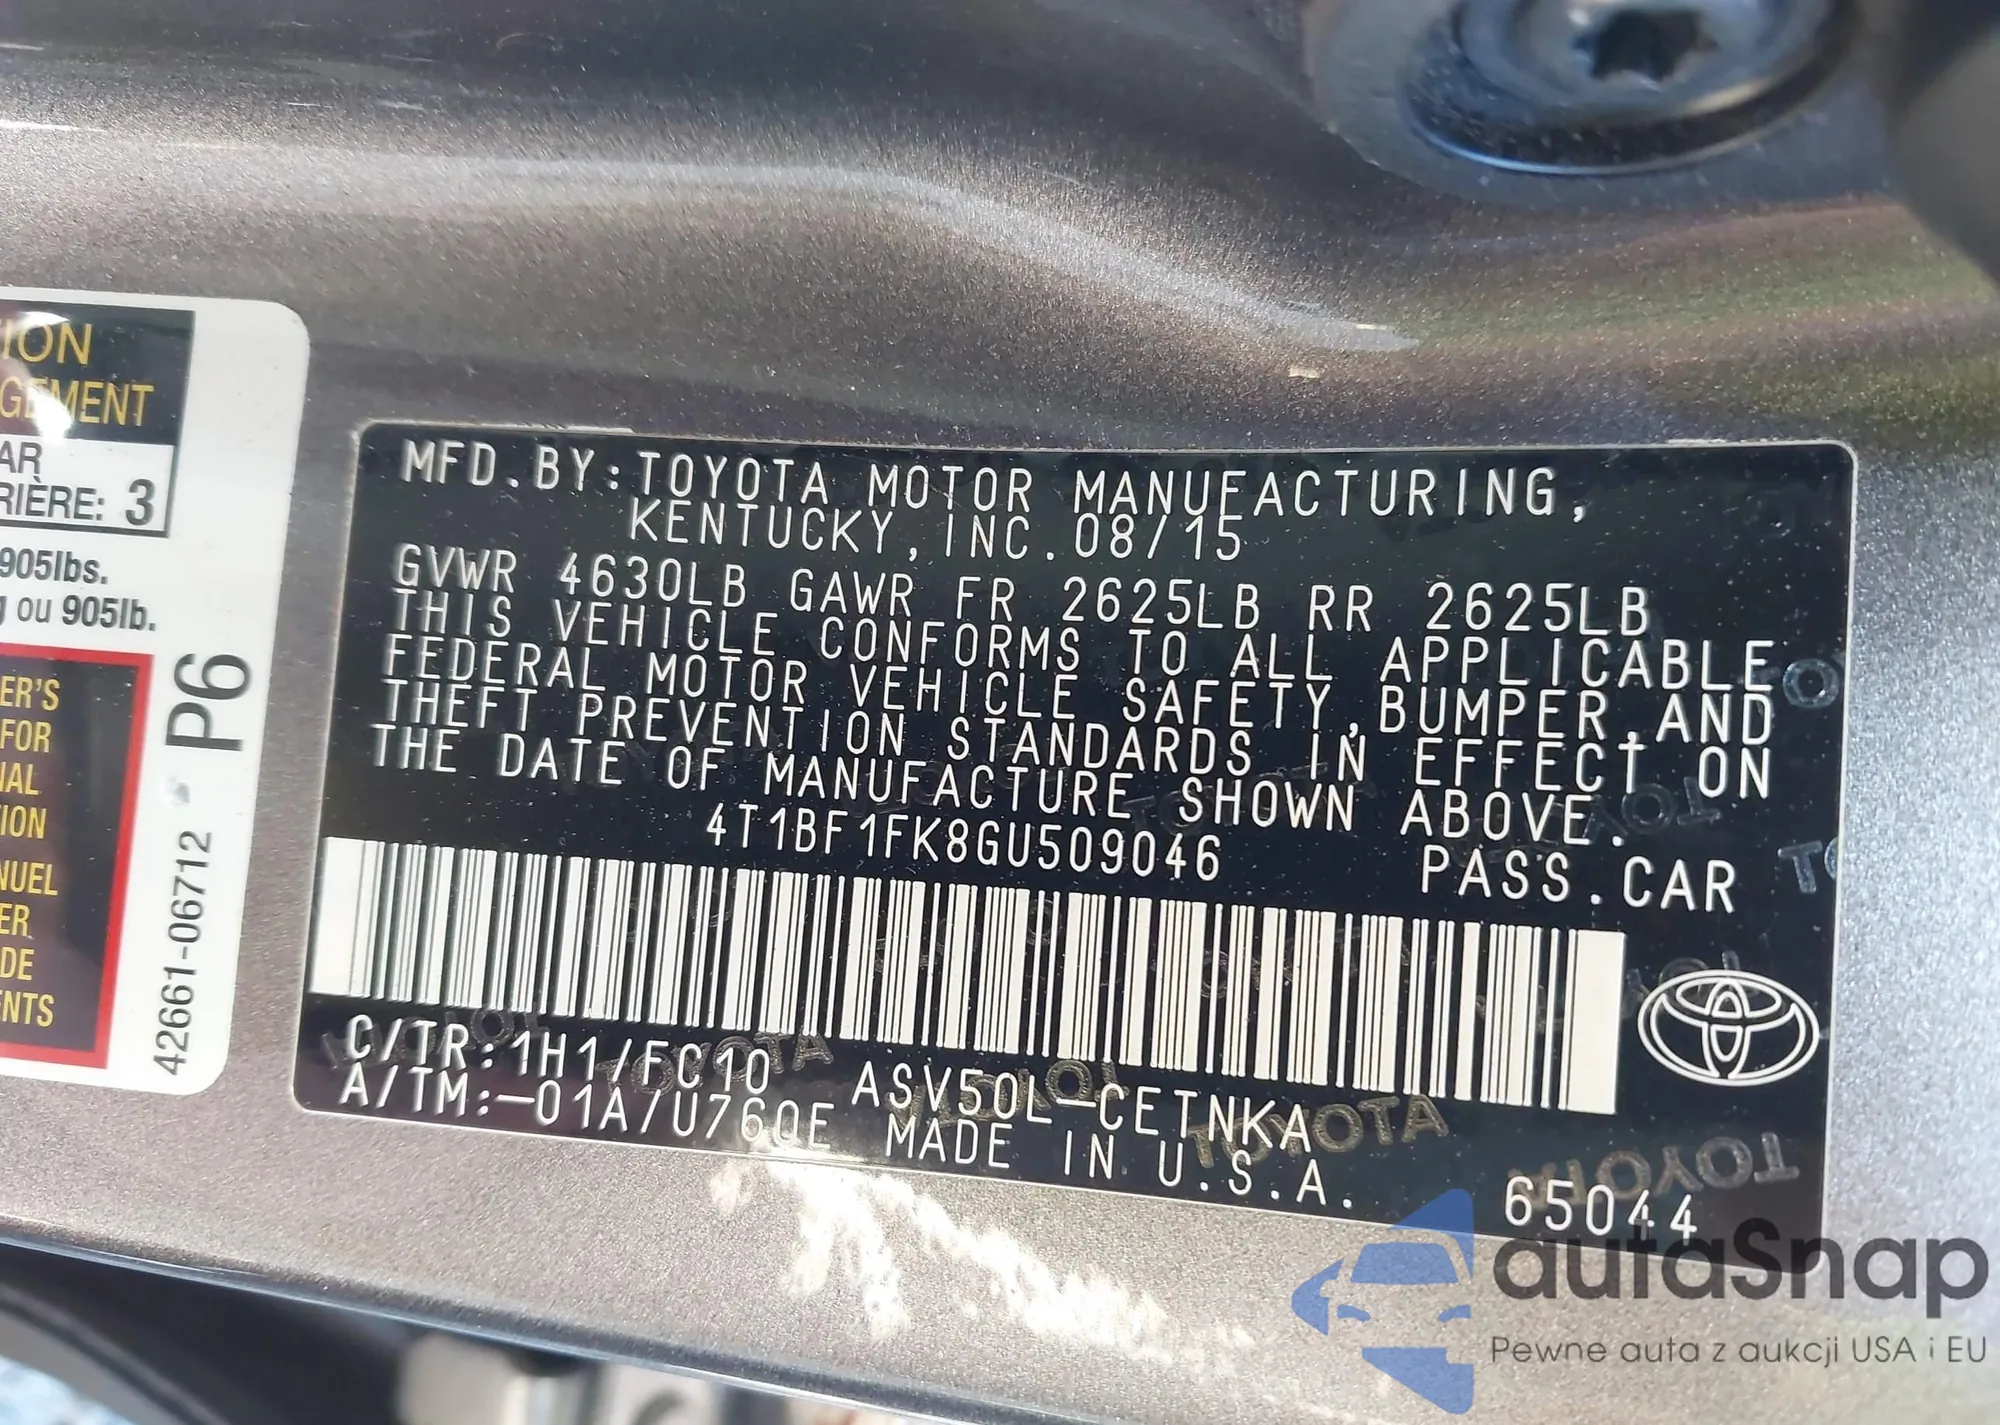 ION
GEMENT
AR
RIÈRE: 3
905lbs.
g ou 905lb.
ER'S
FOR
NAL
TION
NUEL
ER
DE
ENTS
42661-06712 P6
MFD.BY:TOYOTA MOTOR MANUFACTURING,
KENTUCKY,INC.08/15
GVWR 4630LB GAWR FR 2625LB RR 2625LB
THIS VEHICLE CONFORMS TO ALL APPLICABLE
FEDERAL MOTOR VEHICLE SAFETY,BUMPER,AND
THEFT PREVENTION STANDARDS IN EFFECT ON
THE DATE OF MANUFACTURE SHOWN ABOVE.
4T1BF1FK8GU509046 PASS.CAR
C/TR:1H1/FC10 ASV50L-CETNKA
A/TM:-01A/U760E MADE IN U.S.A.
65044
autaSnap
Pewne auta z aukcji USA i EU